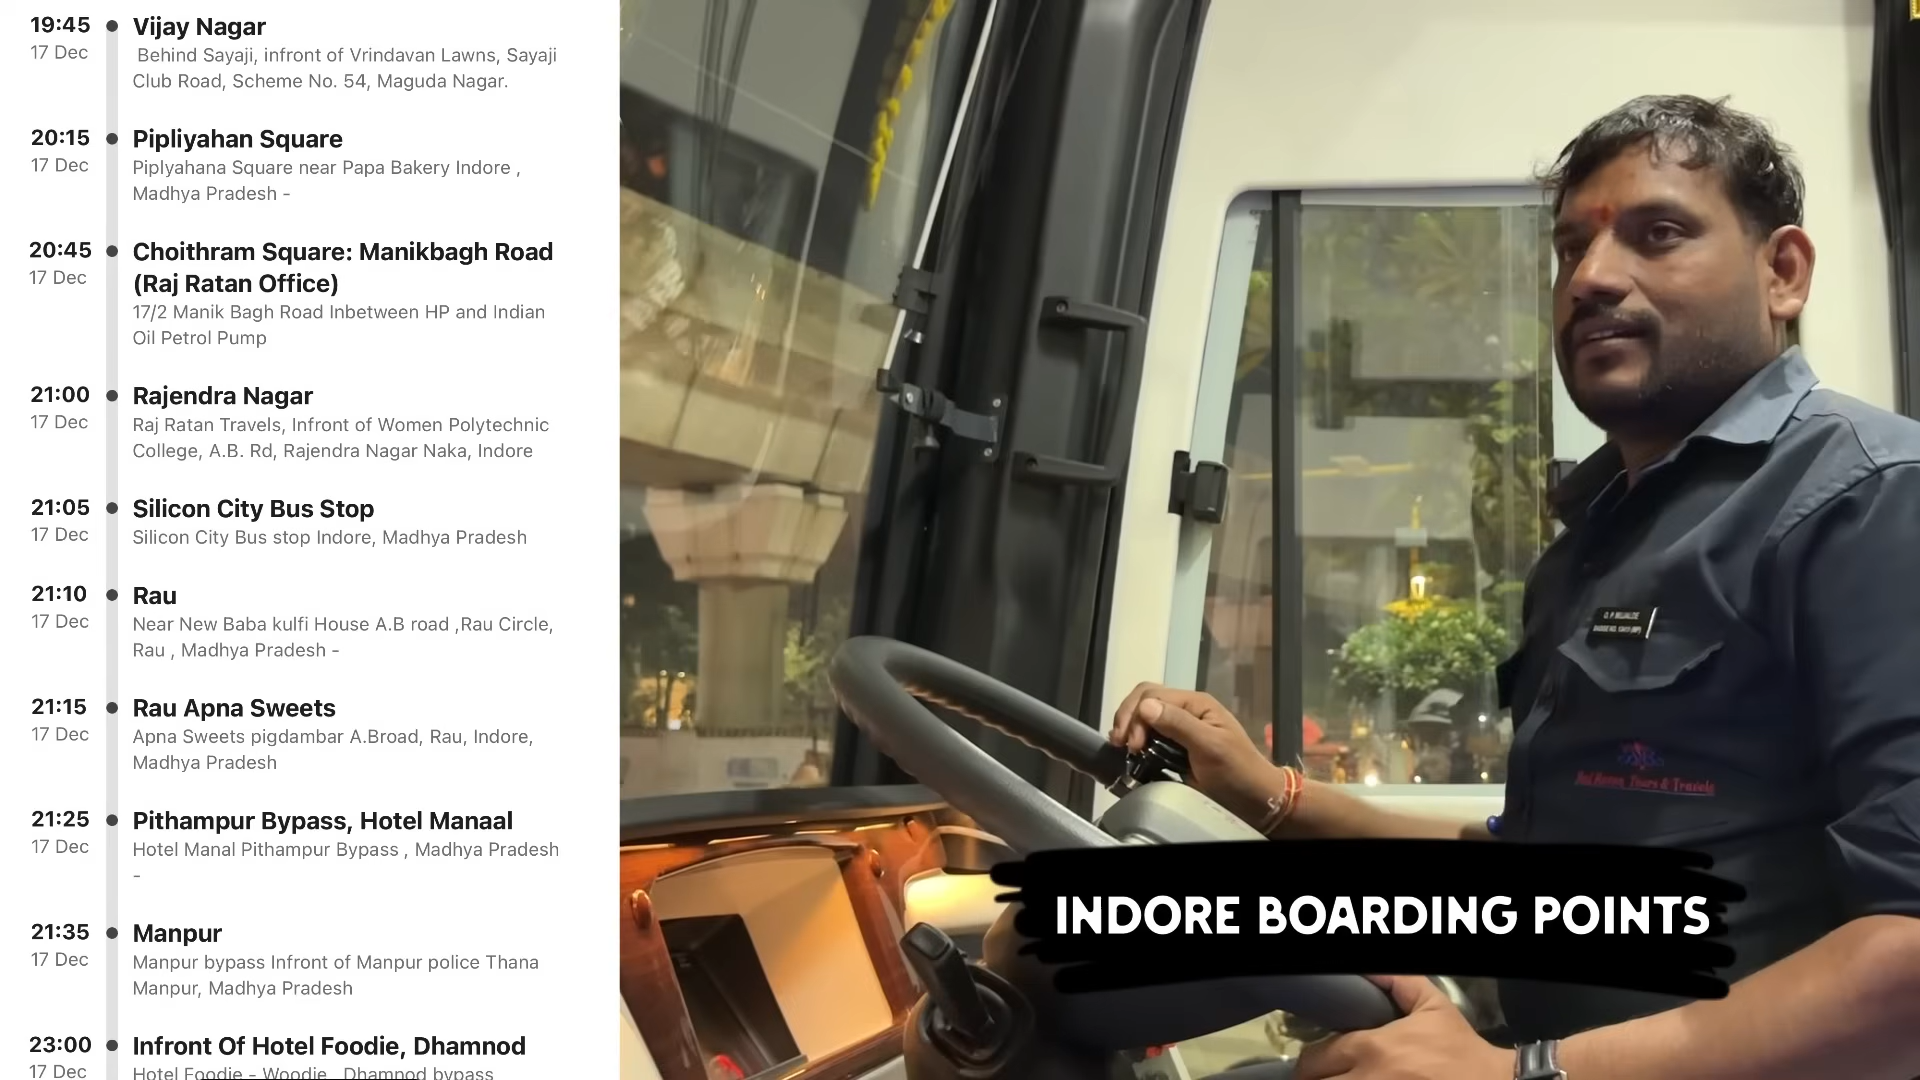 19:45 Vijay Nagar
17 Dec Behind Sayaji, infront of Vrindavan Lawns, Sayaji
Club Road, Scheme No. 54, Maguda Nagar.
20:15 Pipliyahan Square
17 Dec Piplyahana Square near Papa Bakery Indore ,
Madhya Pradesh -
20:45 Choithram Square: Manikbagh Road
17 Dec (Raj Ratan Office)
17/2 Manik Bagh Road Inbetween HP and Indian
Oil Petrol Pump
21:00 Rajendra Nagar
17 Dec Raj Ratan Travels, Infront of Women Polytechnic
College, A.B. Rd, Rajendra Nagar Naka, Indore
21:05 Silicon City Bus Stop
17 Dec Silicon City Bus stop Indore, Madhya Pradesh
21:10 Rau
17 Dec Near New Baba kulfi House A.B road ,Rau Circle,
Rau , Madhya Pradesh -
21:15 Rau Apna Sweets
17 Dec Apna Sweets pigdambar A.Broad, Rau, Indore,
Madhya Pradesh
21:25 Pithampur Bypass, Hotel Manaal
17 Dec Hotel Manal Pithampur Bypass , Madhya Pradesh
-
21:35 Manpur
17 Dec Manpur bypass Infront of Manpur police Thana
Manpur, Madhya Pradesh
23:00 Infront Of Hotel Foodie, Dhamnod
17 Dec Hotel Foodie - Woodie , Dhamnod bypass
Tours & Travels
INDORE BOARDING POINTS